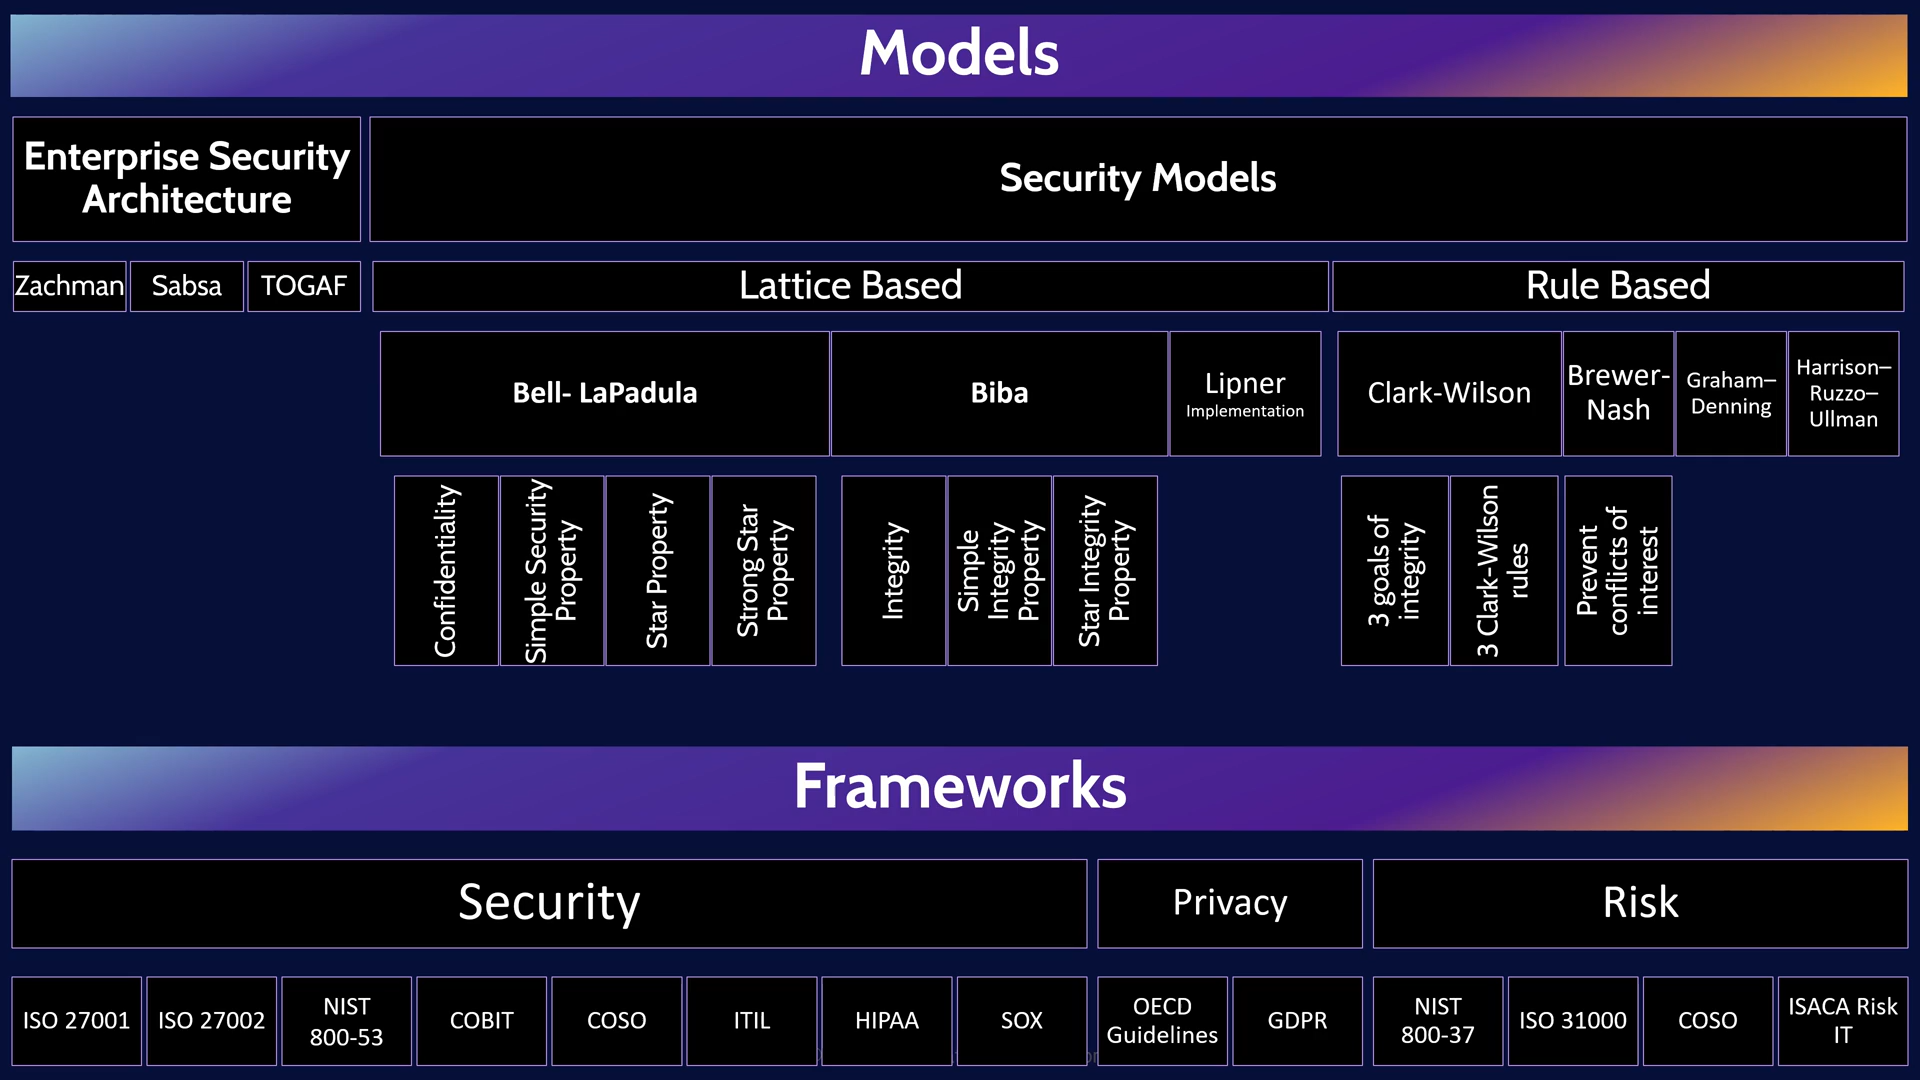 Models
Enterprise Security
Architecture
Security Models
Zachman
Sabsa
TOGAF
Lattice Based
Rule Based
Bell- LaPadula
Biba
Lipner
Implementation
Clark-Wilson
Brewer-
Nash
Graham–
Denning
Harrison–
Ruzzo–
Ullman
Confidentiality
Simple Security
Property
Star Property
Strong Star
Property
Integrity
Simple
Integrity
Property
Star Integrity
Property
3 goals of
integrity
3 Clark-Wilson
rules
Prevent
conflicts of
interest
Frameworks
Security
Privacy
Risk
ISO 27001
ISO 27002
NIST
800-53
COBIT
COSO
ITIL
HIPAA
SOX
OECD
Guidelines
GDPR
NIST
800-37
ISO 31000
COSO
ISACA Risk
IT